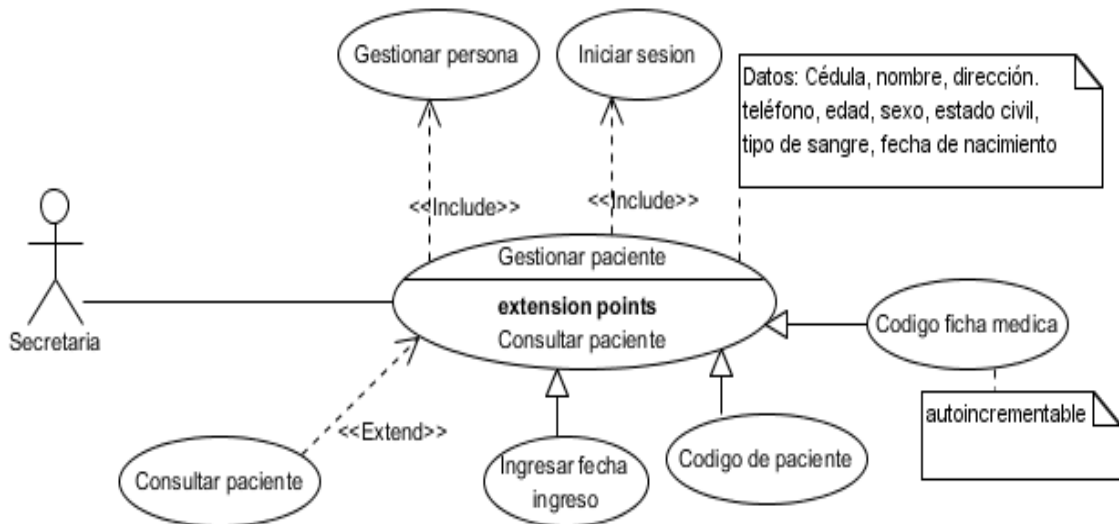 Gestionar persona
Iniciar sesion
Datos: Cédula, nombre, dirección.
teléfono, edad, sexo, estado civil,
tipo de sangre, fecha de nacimiento
<<Include>>
<<Include>>
Gestionar paciente
extension points
Consultar paciente
Secretaria
Codigo ficha medica
autoincrementable
<<Extend>>
Consultar paciente
Ingresar fecha
ingreso
Codigo de paciente